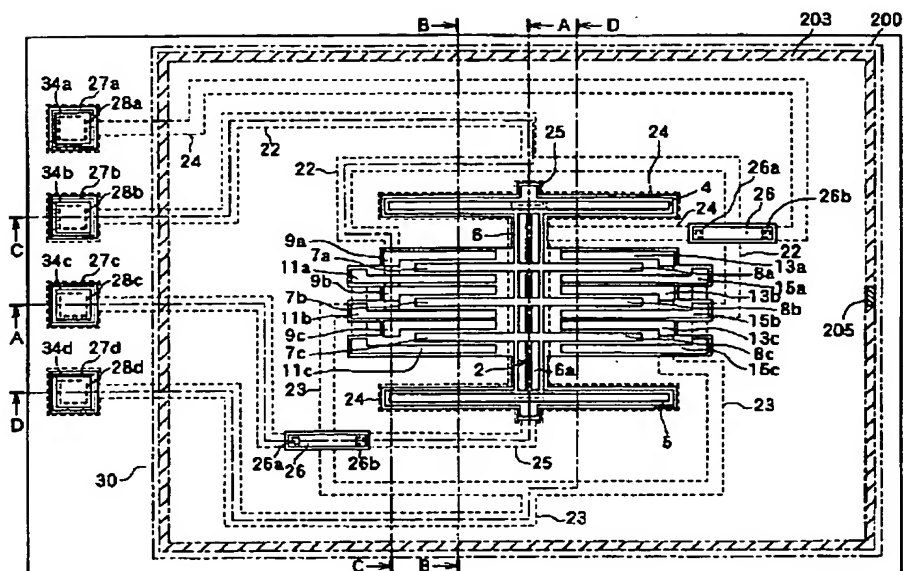 B A D 203 200
34a 27a 28a
24
34b 27b 28b
22
22 25 24
26a 26 26b
4
24
C
6
9a 7a 11a 9b
13a 8a 15a
22
34c 27c 28c
7b 11b
13b 8b 15b
205
A
9c 7c 11c
13c 8c 15c
34d 27d 28d
2 6a
23 23
D
24 5
26a 26 26b
25
30
23
C B